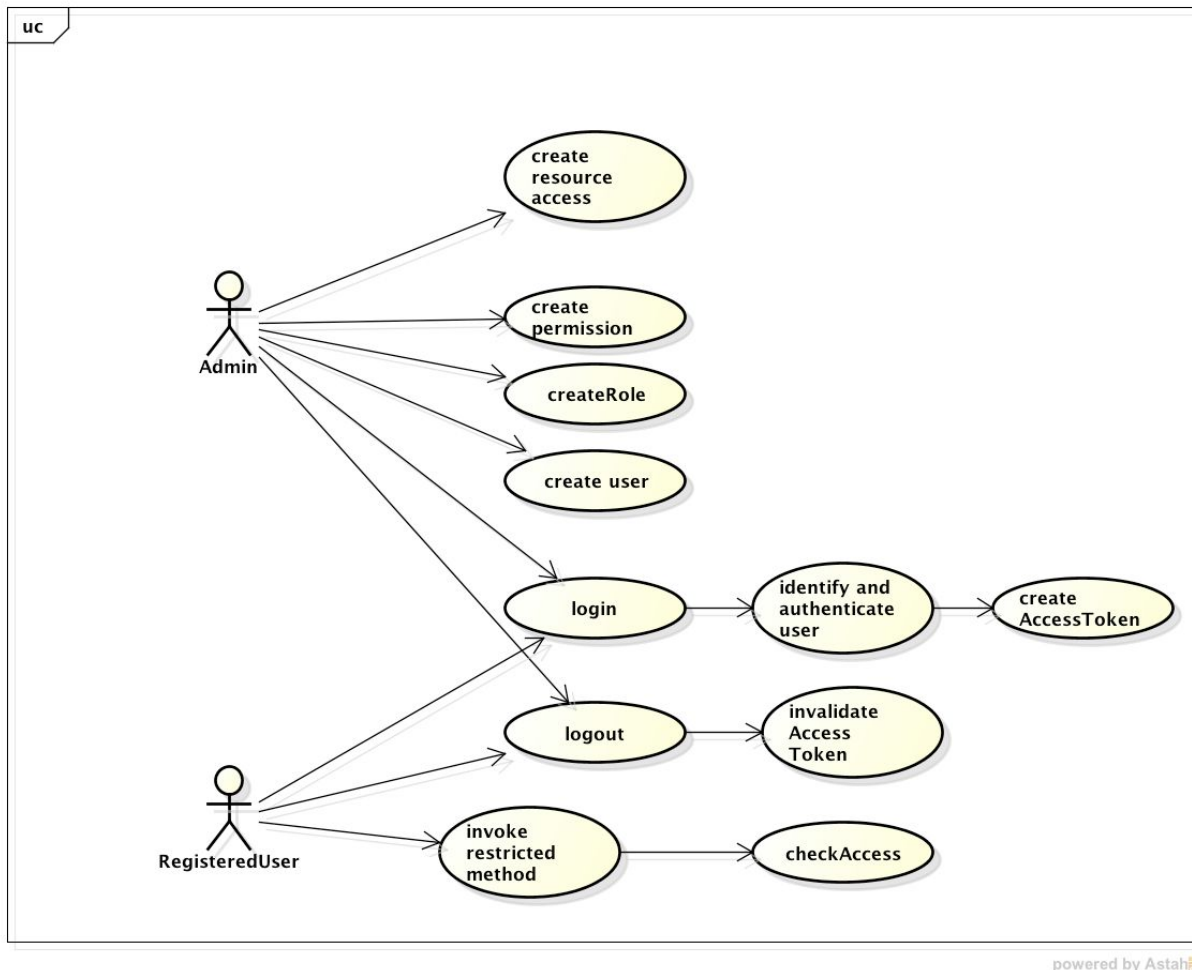 uc
create
resource
access
create
permission
Admin
createRole
create user
login
identify and
authenticate
user
create
AccessToken
logout
invalidate
Access
Token
RegisteredUser
invoke
restricted
method
checkAccess
powered by Astah